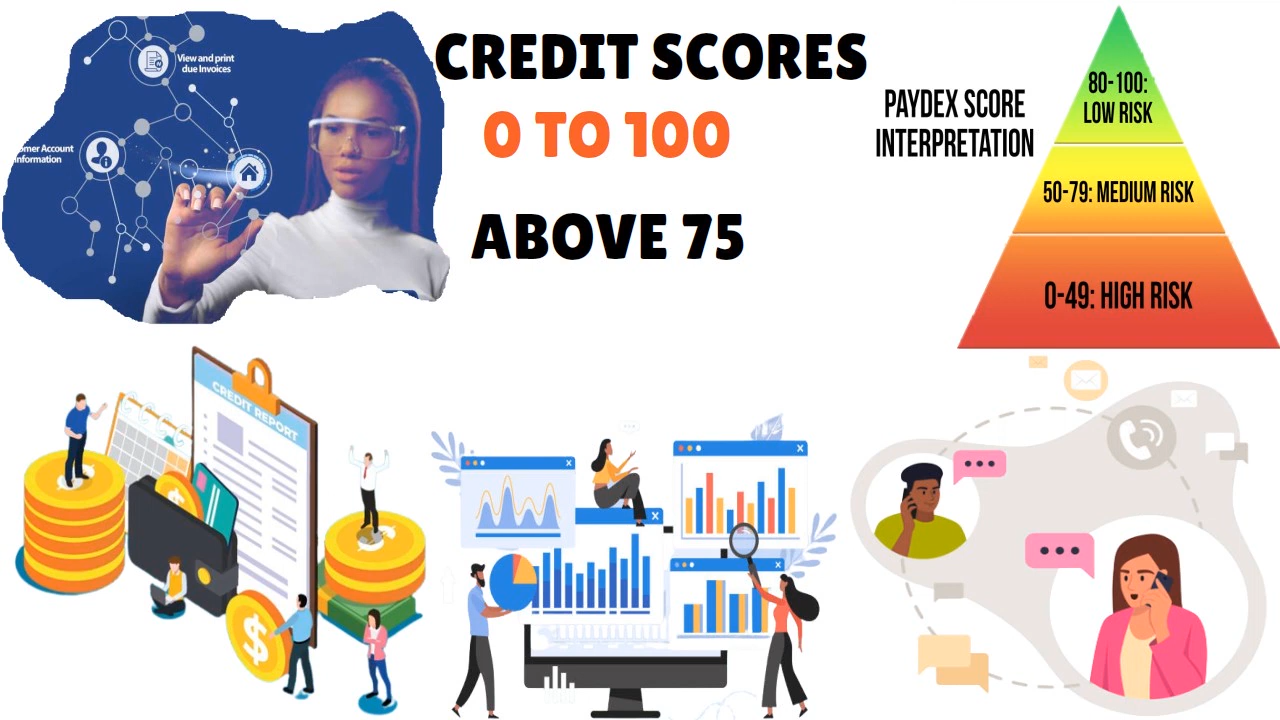 View and print
due Invoices
omer Account
nformation
CREDIT SCORES
0 TO 100
ABOVE 75
PAYDEX SCORE
INTERPRETATION
80-100:
LOW RISK
50-79: MEDIUM RISK
0-49: HIGH RISK
CREDIT REPORT